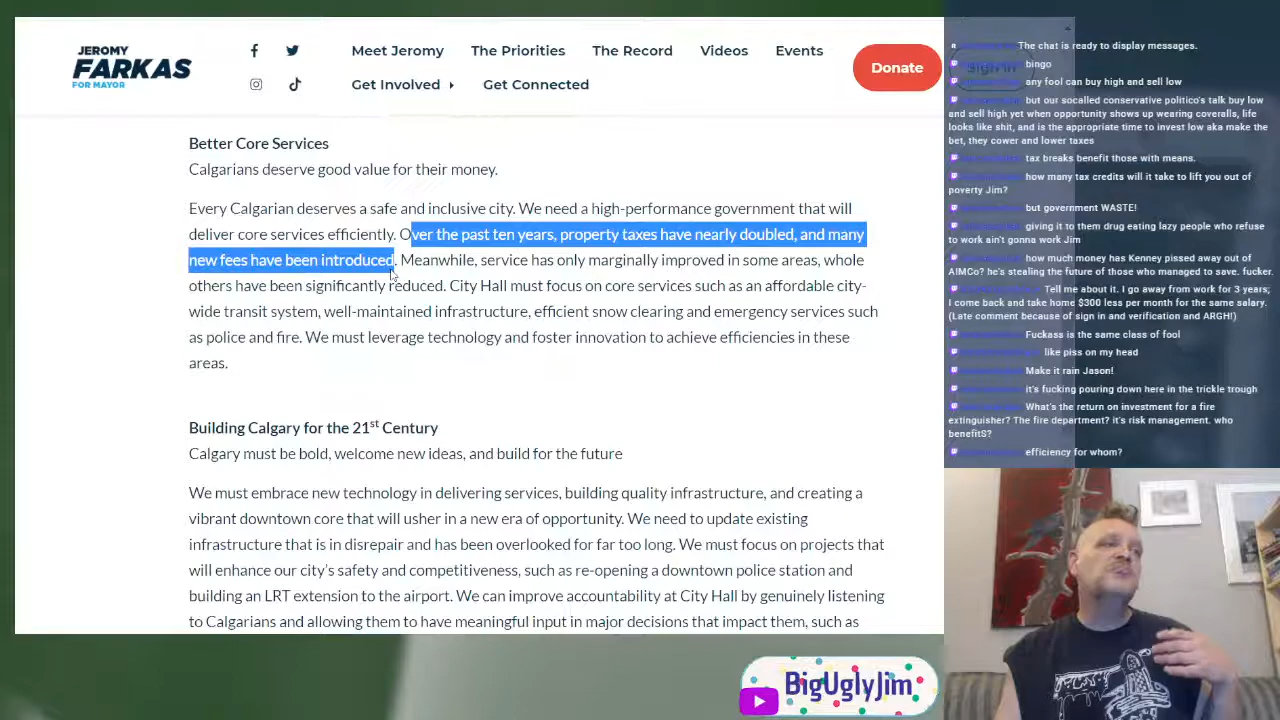 JEROMY
FARKAS
FOR MAYOR
Meet Jeromy
The Priorities
The Record
Videos
Events
Get Involved
Get Connected
Donate
Sign in
Better Core Services
Calgarians deserve good value for their money.
Every Calgarian deserves a safe and inclusive city. We need a high-performance government that will
deliver core services efficiently. Over the past ten years, property taxes have nearly doubled, and many
new fees have been introduced. Meanwhile, service has only marginally improved in some areas, while
others have been significantly reduced. City Hall must focus on core services such as an affordable city-
wide transit system, well-maintained infrastructure, efficient snow clearing and emergency services such
as police and fire. We must leverage technology and foster innovation to achieve efficiencies in these
areas.
Building Calgary for the 21st Century
Calgary must be bold, welcome new ideas, and build for the future
We must embrace new technology in delivering services, building quality infrastructure, and creating a
vibrant downtown core that will usher in a new era of opportunity. We need to update existing
infrastructure that is in disrepair and has been overlooked for far too long. We must focus on projects that
will enhance our city's safety and competitiveness, such as re-opening a downtown police station and
building an LRT extension to the airport. We can improve accountability at City Hall by genuinely listening
to Calgarians and allowing them to have meaningful input in major decisions that impact them, such as
The chat is ready to display messages.
bingo
any fool can buy high and sell low
but our socalled conservative politico's talk buy low
and sell high yet when opportunity shows up wearing coveralls, life
looks like shit, and is the appropriate time to invest low aka make the
bet, they cower and lower taxes
tax breaks benefit those with means.
how many tax credits will it take to lift you out of
poverty Jim?
but government WASTE!
giving it to them drug eating lazy people who refuse
to work ain't gonna work Jim
how much money has Kenney pissed away out of
AIMCo? he's stealing the future of those who managed to save. fucker.
Tell me about it. I go away from work for 3 years;
I come back and take home $300 less per month for the same salary.
(Late comment because of sign in and verification and ARGH!)
Fuckass is the same class of fool
like piss on my head
Make it rain Jason!
it's fucking pouring down here in the trickle trough
What's the return on investment for a fire
extinguisher? The fire department? it's risk management. who
benefitS?
efficiency for whom?
BigUglyJim